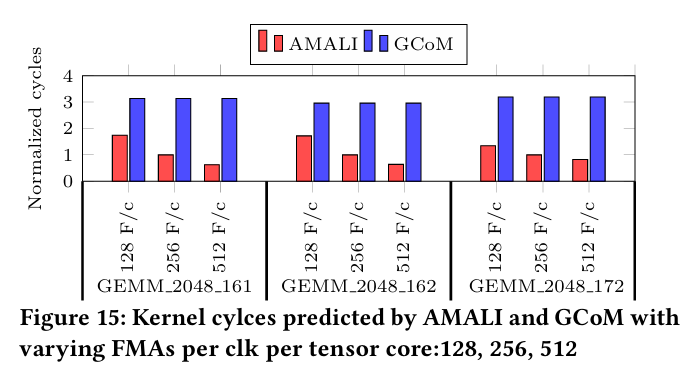 AMALI GCoM
Normalized cycles
4
3
2
1
0
128 F/c 256 F/c 512 F/c 128 F/c 256 F/c 512 F/c 128 F/c 256 F/c 512 F/c
GEMM_2048_161 GEMM_2048_162 GEMM_2048_172
Figure 15: Kernel cylces predicted by AMALI and GCoM with
varying FMAs per clk per tensor core:128, 256, 512